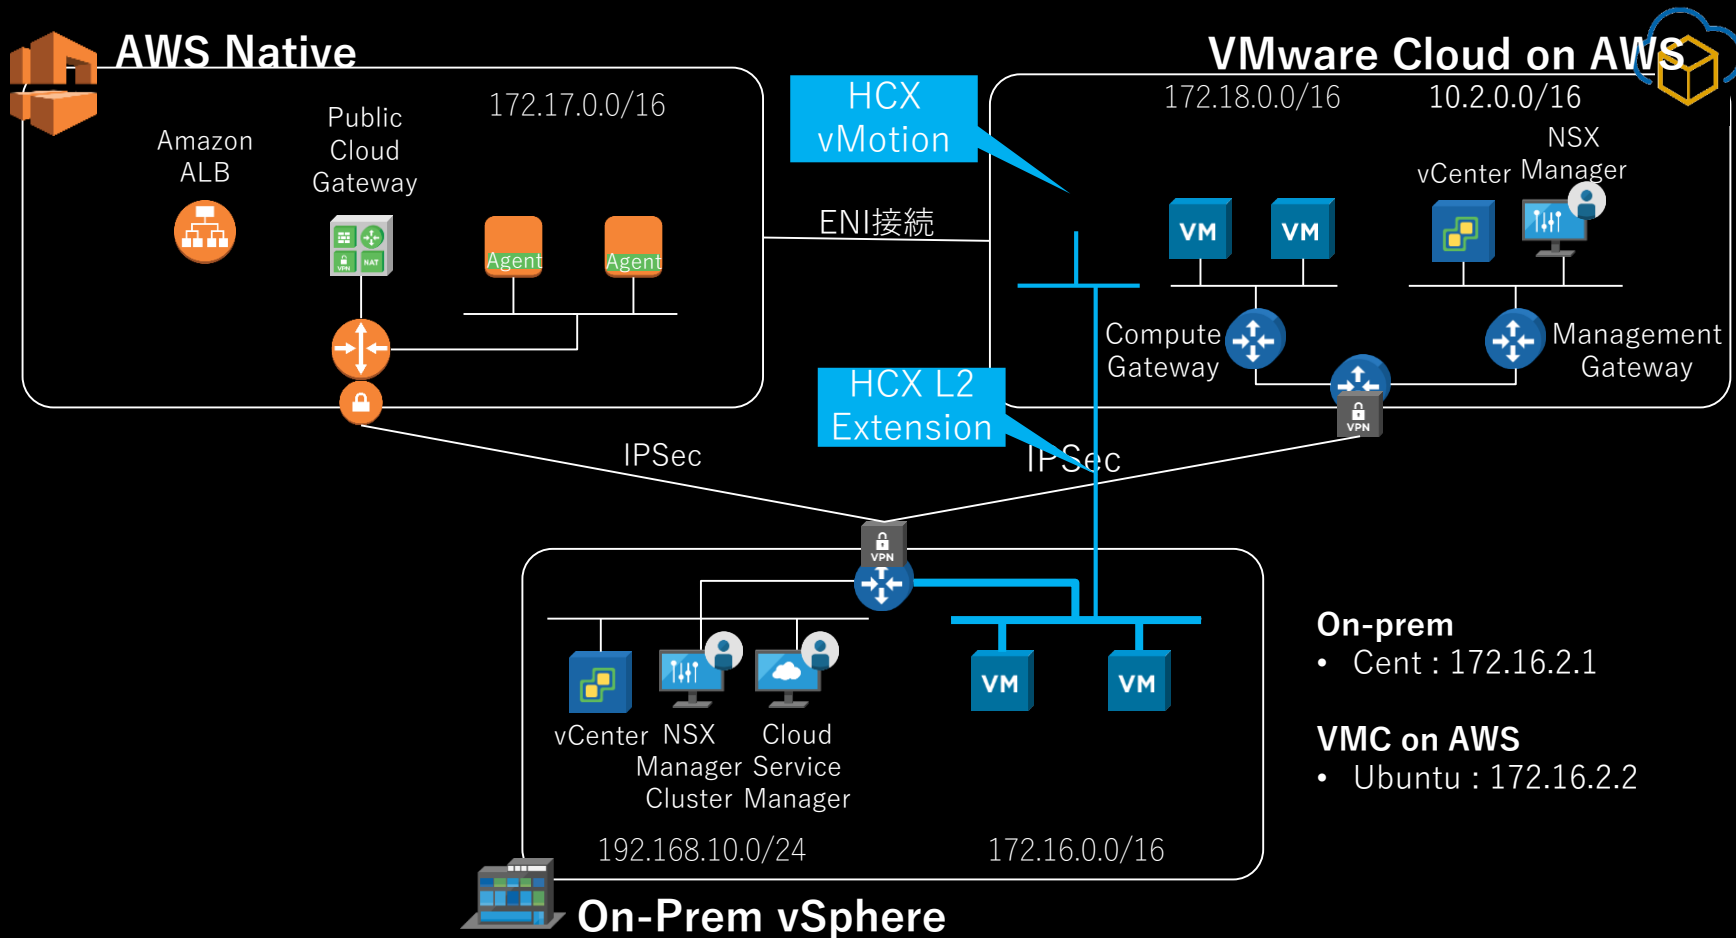 AWS Native
VMware Cloud on AWS
172.17.0.0/16
HCX
vMotion
172.18.0.0/16
10.2.0.0/16
Amazon
ALB
Public
Cloud
Gateway
VPN
NAT
Agent
Agent
ENI接続
VM
VM
vCenter
NSX
Manager
Compute
Gateway
Management
Gateway
VPN
HCX L2
Extension
IPSec
IPSec
VPN
vCenter
NSX
Manager
Cluster
Cloud
Service
Manager
VM
VM
192.168.10.0/24
172.16.0.0/16
On-Prem vSphere
On-prem
• Cent : 172.16.2.1
VMC on AWS
• Ubuntu : 172.16.2.2